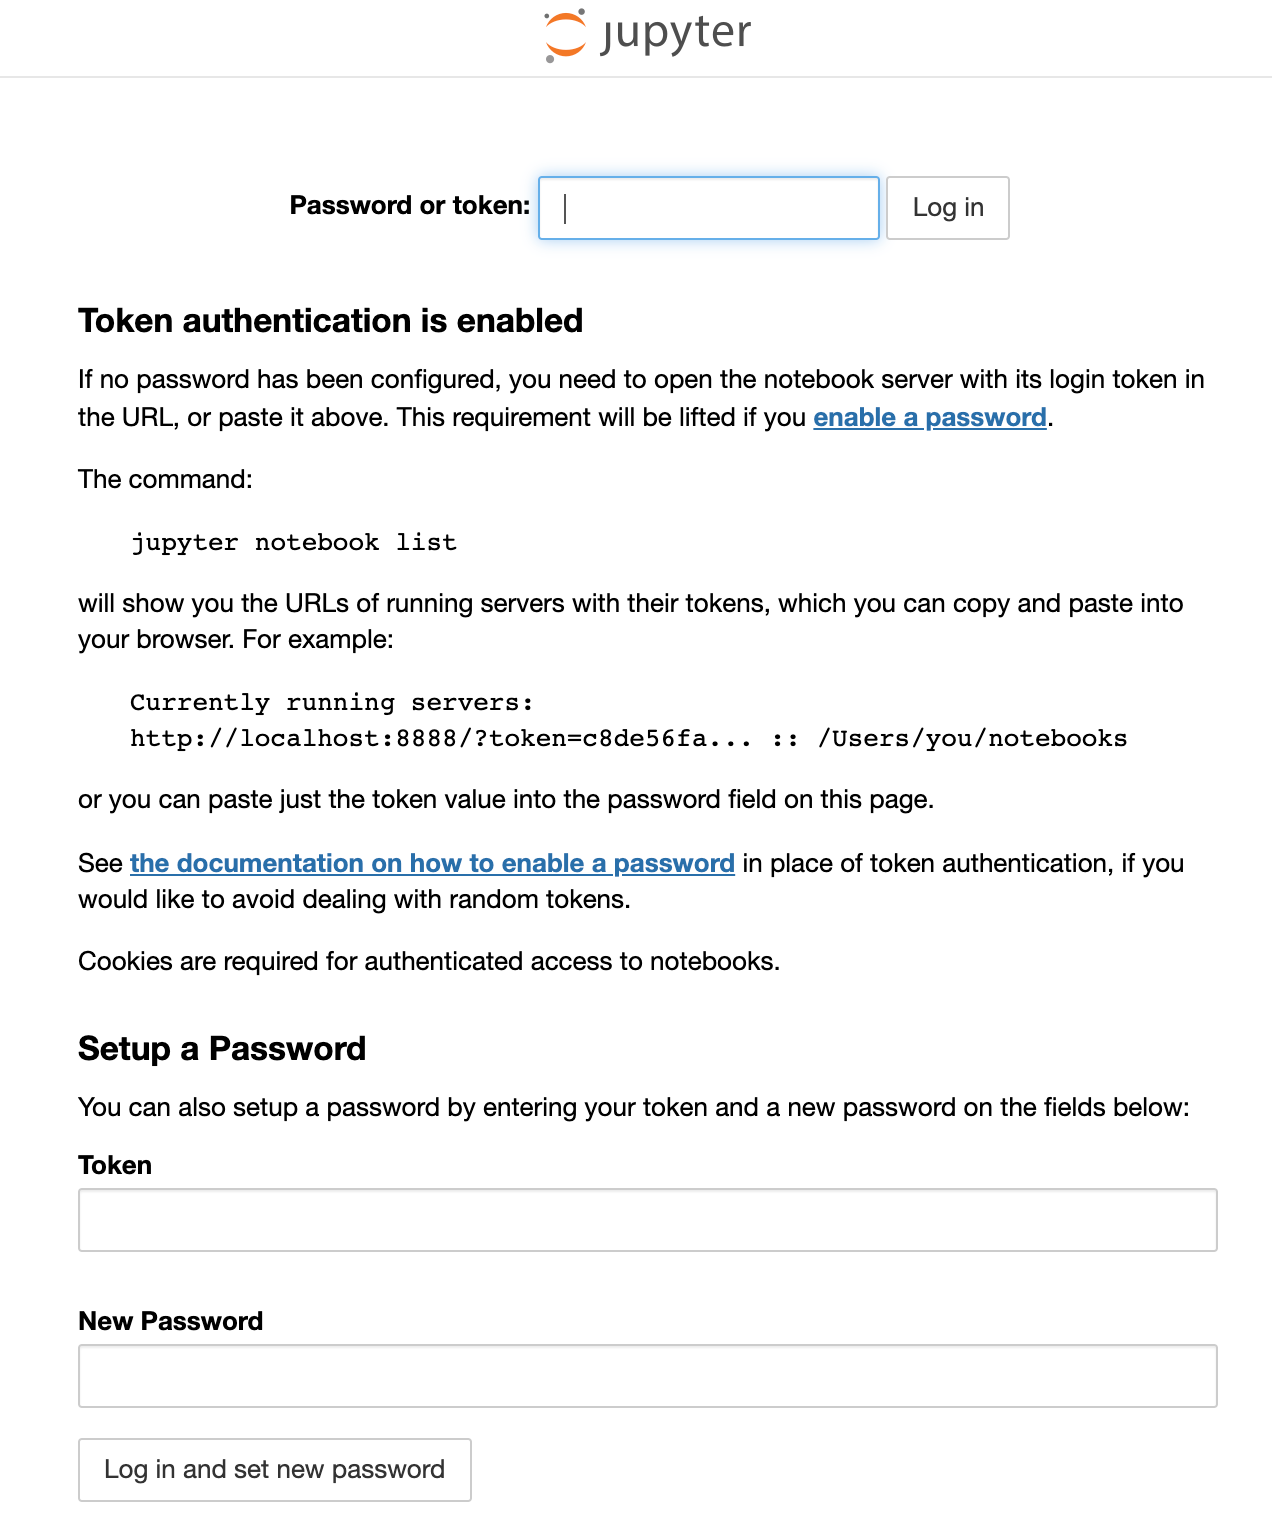 jupyter
Password or token:
Log in
Token authentication is enabled
If no password has been configured, you need to open the notebook server with its login token in
the URL, or paste it above. This requirement will be lifted if you enable a password.
The command:
jupyter notebook list
will show you the URLs of running servers with their tokens, which you can copy and paste into
your browser. For example:
Currently running servers:
http://localhost:8888/?token=c8de56fa... :: /Users/you/notebooks
or you can paste just the token value into the password field on this page.
See the documentation on how to enable a password in place of token authentication, if you
would like to avoid dealing with random tokens.
Cookies are required for authenticated access to notebooks.
Setup a Password
You can also setup a password by entering your token and a new password on the fields below:
Token
New Password
Log in and set new password